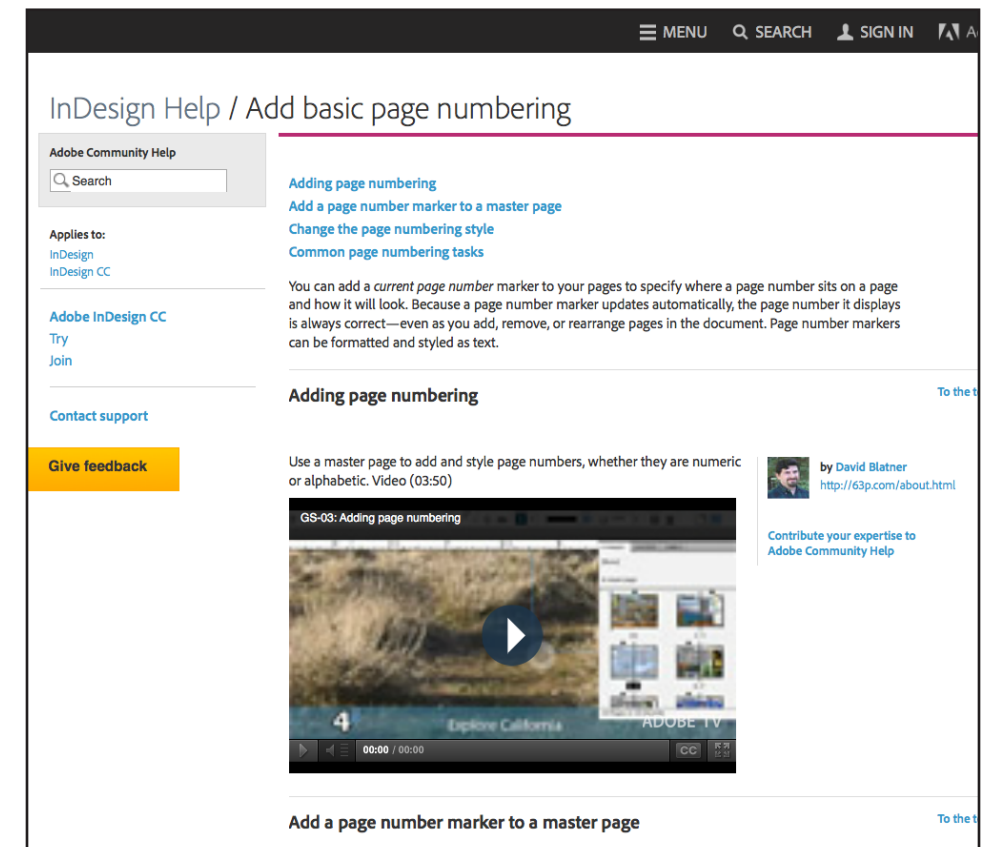 MENU SEARCH SIGN IN
InDesign Help / Add basic page numbering
Adobe Community Help
Search
Applies to:
InDesign
InDesign CC
Adobe InDesign CC
Try
Join
Contact support
Give feedback
Adding page numbering
Add a page number marker to a master page
Change the page numbering style
Common page numbering tasks
You can add a current page number marker to your pages to specify where a page number sits on a page
and how it will look. Because a page number marker updates automatically, the page number it displays
is always correct—even as you add, remove, or rearrange pages in the document. Page number markers
can be formatted and styled as text.
Adding page numbering
To the
Use a master page to add and style page numbers, whether they are numeric
or alphabetic. Video (03:50)
GS-03: Adding page numbering
4 Explore California
ADOBE TV
00:00 / 00:00
CC
by David Blatner
http://63p.com/about.html
Contribute your expertise to
Adobe Community Help
Add a page number marker to a master page
To the